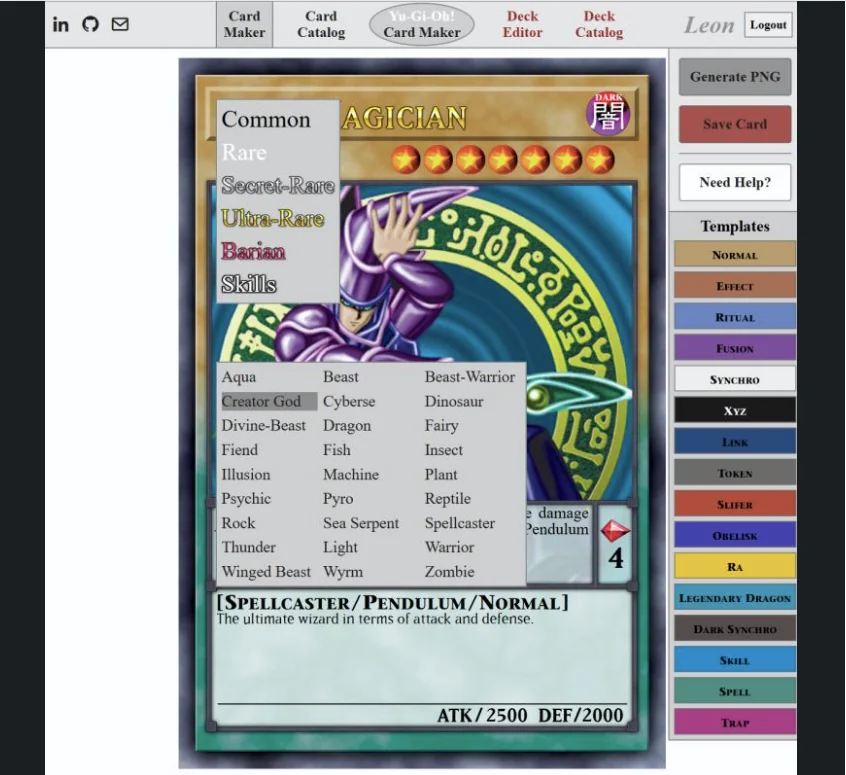 in
Card Maker
Card Catalog
Yu-Gi-Oh! Card Maker
Deck Editor
Deck Catalog
Leon
Logout
AGICIAN
DARK
闇
Common
Rare
Secret-Rare
Ultra-Rare
Barian
Skills
Aqua Beast Beast-Warrior
Creator God Cyberse Dinosaur
Divine-Beast Dragon Fairy
Fiend Fish Insect
Illusion Machine Plant
Psychic Pyro Reptile
Rock Sea Serpent Spellcaster
Thunder Light Warrior
Winged Beast Wyrm Zombie
e damage
Pendulum
4
[Spellcaster/Pendulum/Normal]
The ultimate wizard in terms of attack and defense.
ATK/2500 DEF/2000
Generate PNG
Save Card
Need Help?
Templates
Normal
Effect
Ritual
Fusion
Synchro
Xyz
Link
Token
Slifer
Obelisk
Ra
Legendary Dragon
Dark Synchro
Skill
Spell
Trap